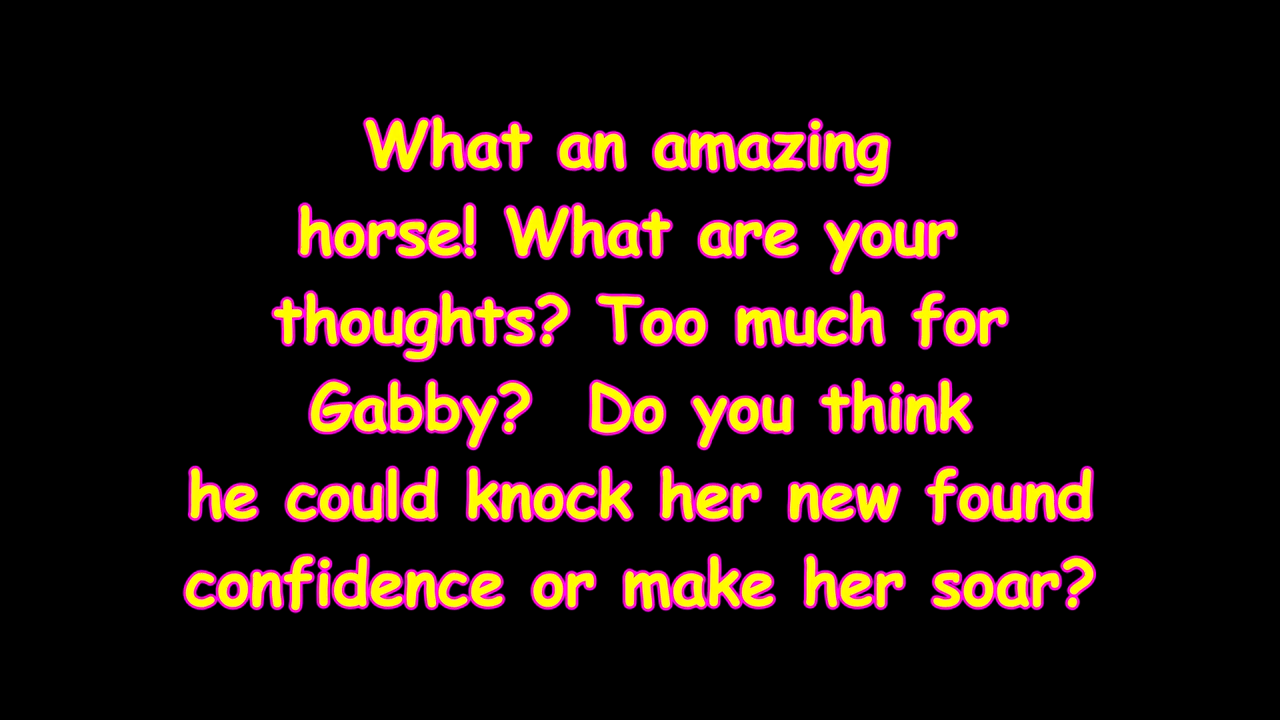 What an amazing
horse! What are your
thoughts? Too much for
Gabby?  Do you think
he could knock her new found
confidence or make her soar?